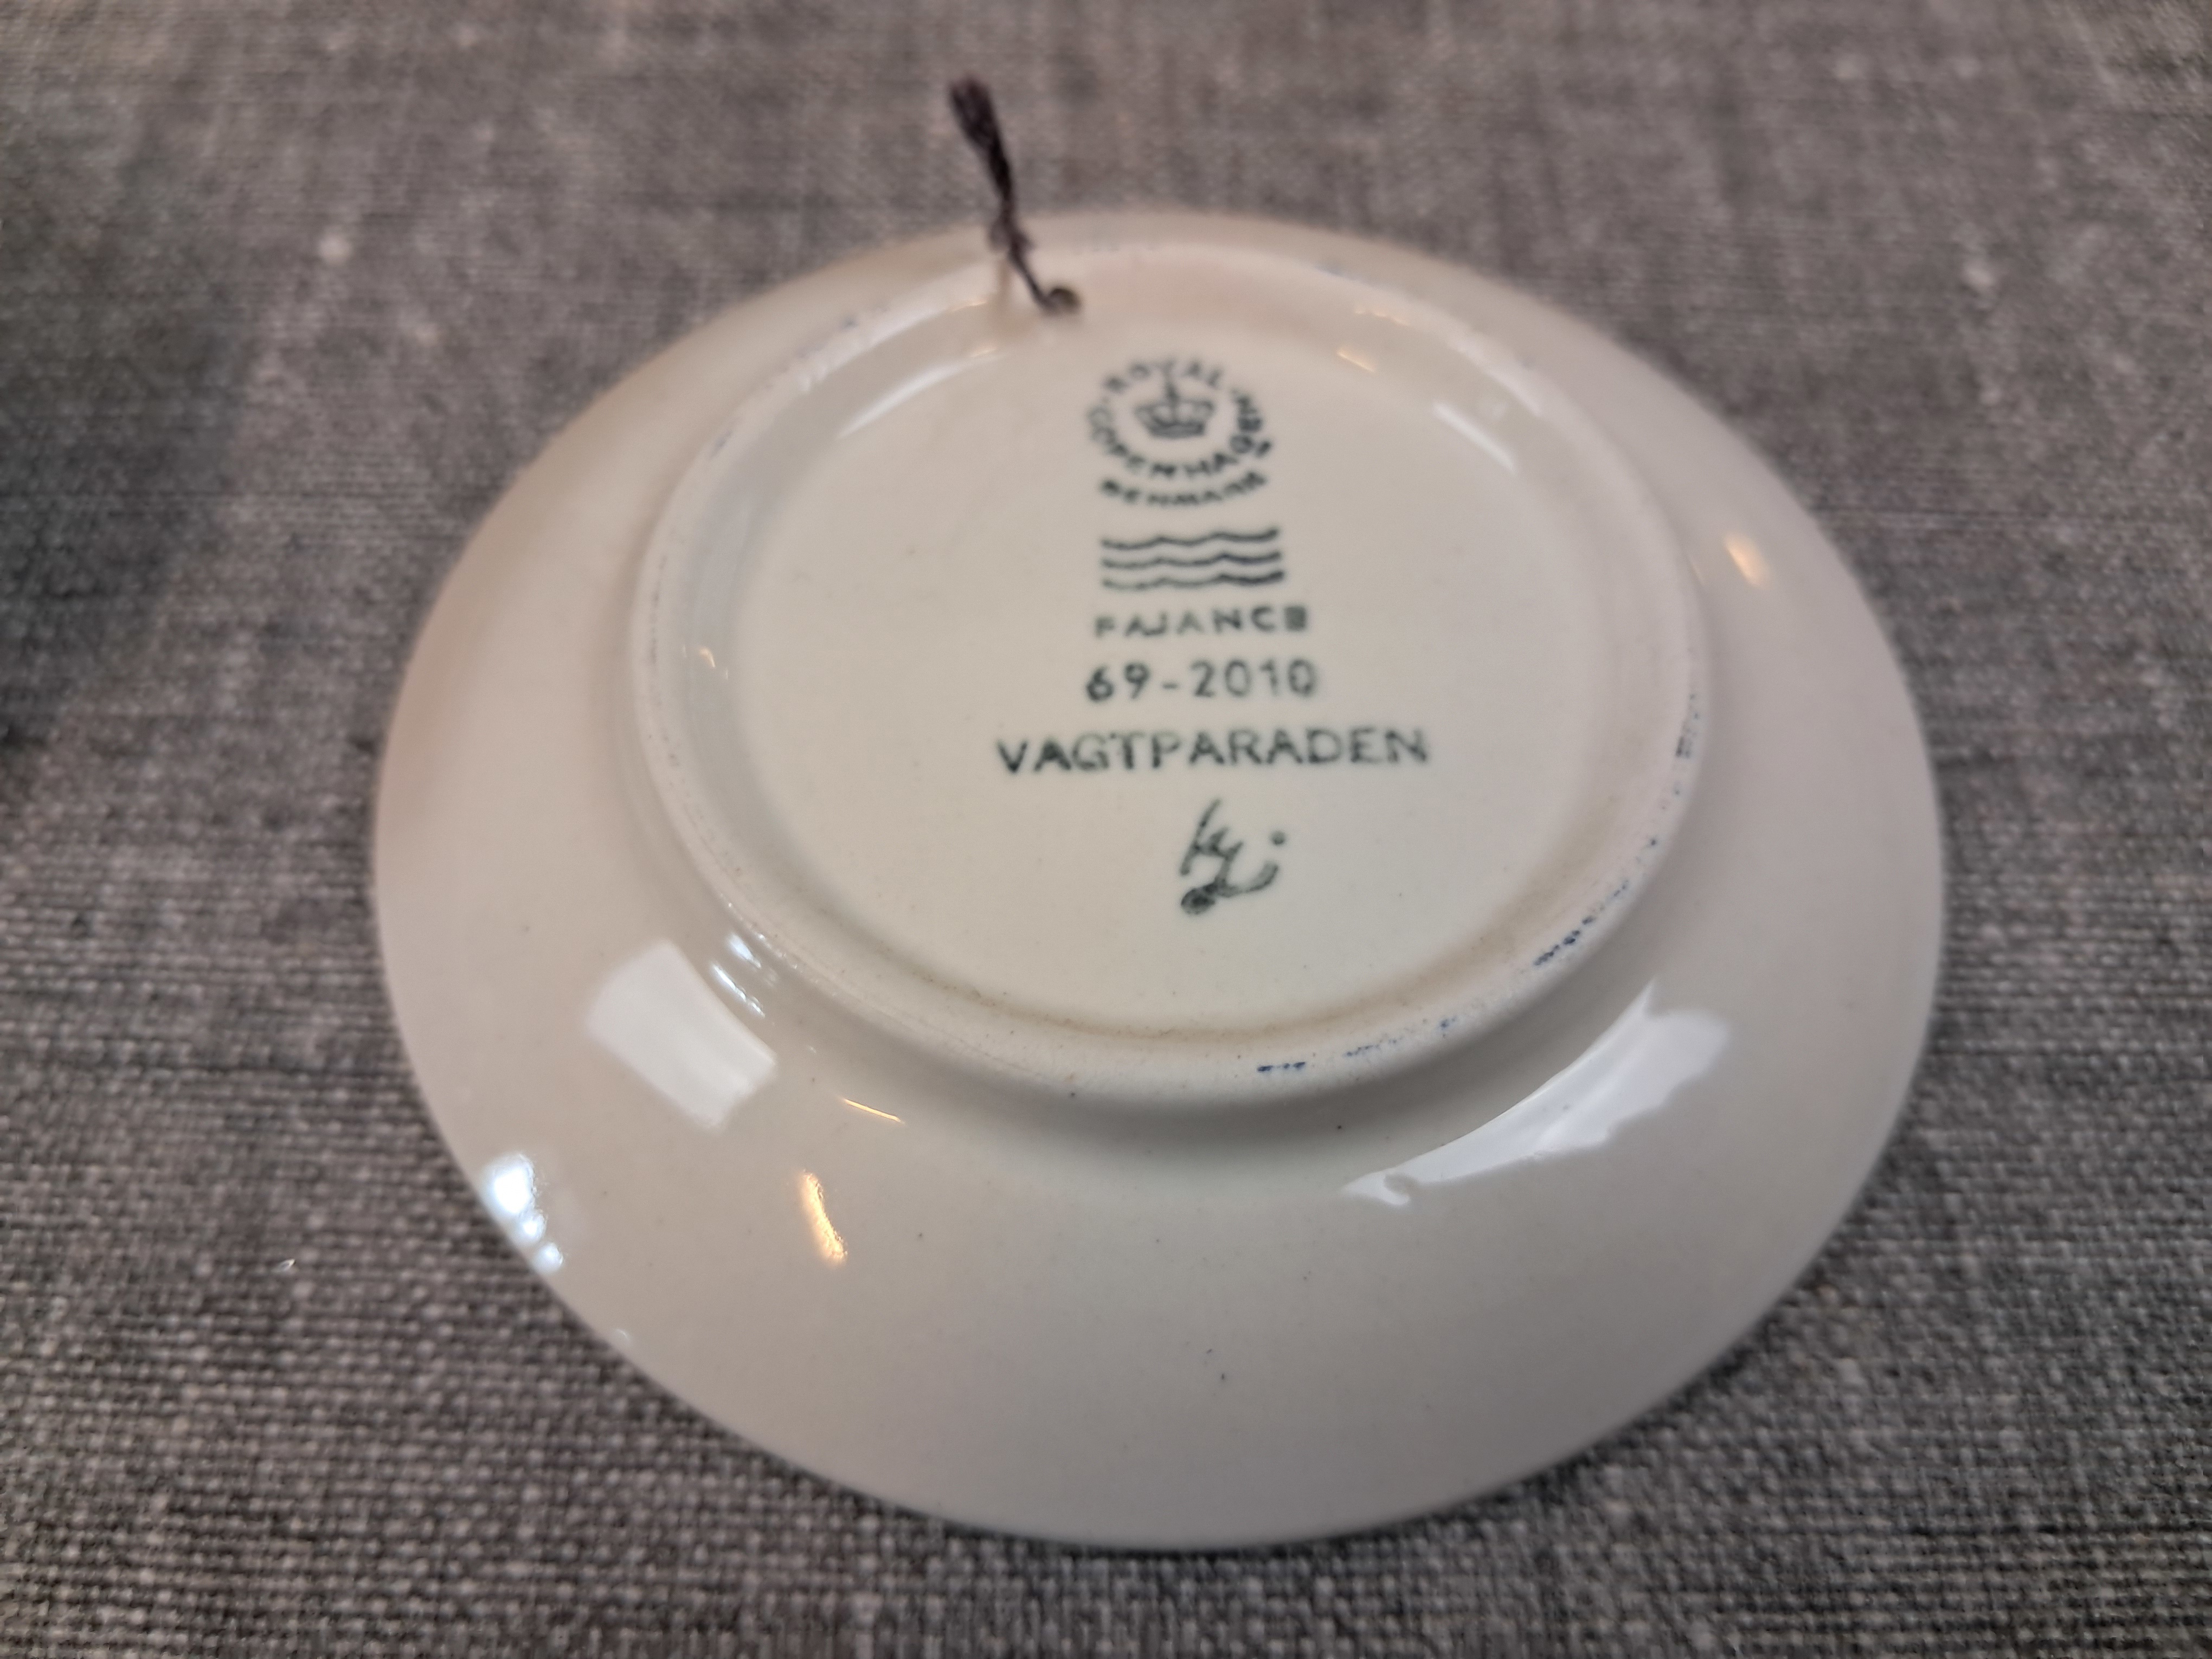 ROYAL
COPENHAGEN
DENMARK
FAJANCE
69-2010
VAGTPARADEN